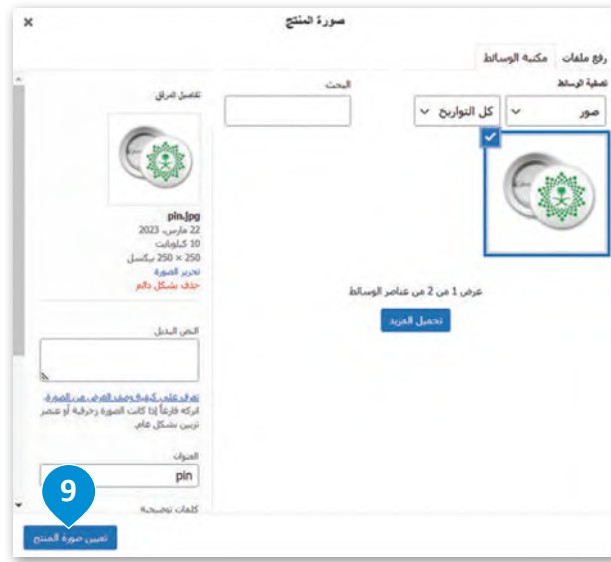 صورة المنتج
×
رفع ملفات
مكتبة الوسائط
تصفية الوسائط
صور
كل التواريخ
البحث
عرض 1 من 2 من عناصر الوسائط
تحميل المزيد
تفاصيل المرفق
pin.jpg
22 مارس، 2023
10 كيلوبايت
250 × 250 بيكسل
تحرير الصورة
حذف بشكل دائم
النص البديل
تعرف على كيفية وصف الغرض من الصورة.
اتركه فارغاً إذا كانت الصورة زخرفية أو عنصر
تزيين بشكل عام.
العنوان
pin
كلمات توضيحية
9
تعيين صورة المنتج